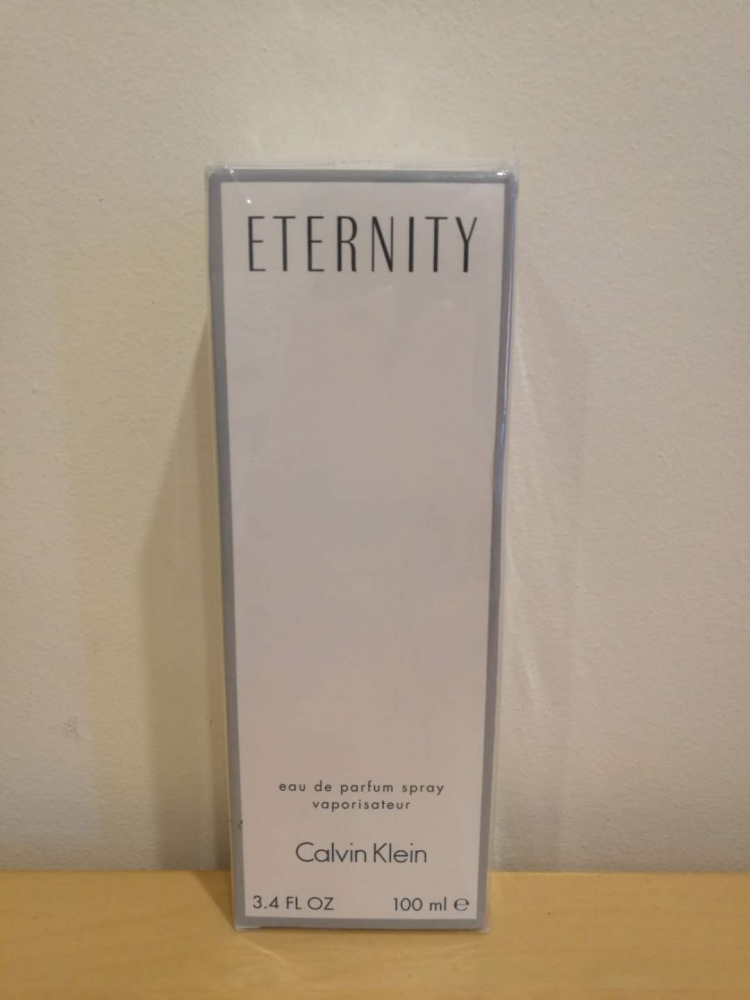 ETERNITY
eau de parfum spray
vaporisateur
Calvin Klein
3.4 FL OZ 100 ml ℮